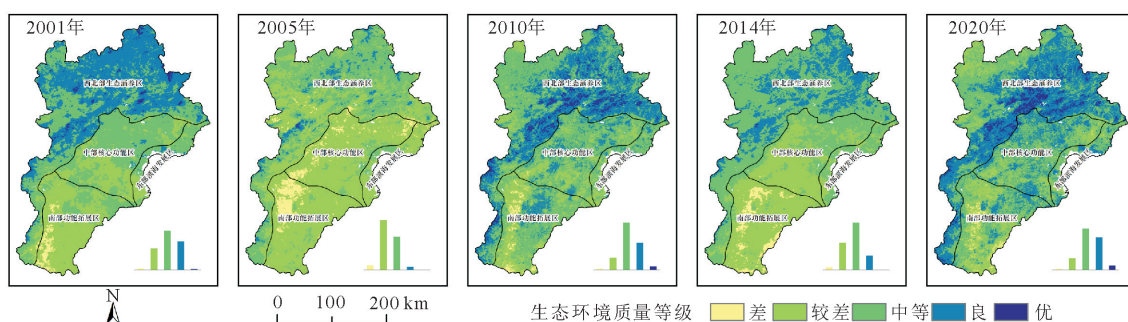 2001年
2005年
2010年
2014年
2020年
西北部生态涵养区
西北部生态涵养区
西北部生态涵养区
西北部生态涵养区
西北部生态涵养区
中部核心功能区
中部核心功能区
中部核心功能区
中部核心功能区
中部核心功能区
东部滨海发展区
东部滨海发展区
东部滨海发展区
东部滨海发展区
东部滨海发展区
南部功能拓展区
南部功能拓展区
南部功能拓展区
南部功能拓展区
南部功能拓展区
N
0 100 200 km
生态环境质量等级 差 较差 中等 良 优